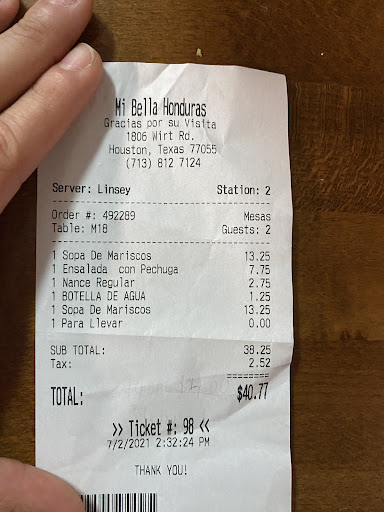 Mi Bella Honduras
Gracias por su Visita
1806 Wirt Rd.
Houston, Texas 77055
(713) 812 7124
Server: Linsey Station: 2
Order #: 492289 Mesas
Table: M18 Guests: 2
1 Sopa De Mariscos 13.25
1 Ensalada con Pechuga 7.75
1 Nance Regular 2.75
1 BOTELLA DE AGUA 1.25
1 Sopa De Mariscos 13.25
1 Para Llevar 0.00
SUB TOTAL: 38.25
Tax: 2.52
========
TOTAL: $40.77
>> Ticket #: 98 <<
7/2/2021 2:32:24 PM
THANK YOU!